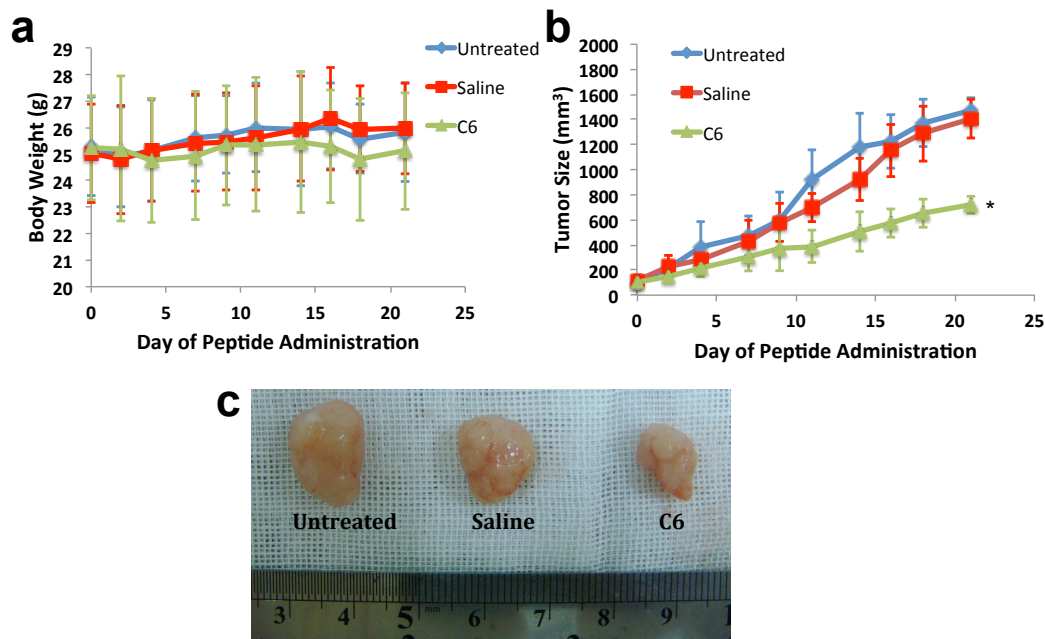 a
Body Weight (g)
29
28
27
26
25
24
23
22
21
20
0 5 10 15 20 25
Day of Peptide Administration
Untreated
Saline
C6
b
Tumor Size (mm³)
2000
1800
1600
1400
1200
1000
800
600
400
200
0
0 5 10 15 20 25
Day of Peptide Administration
Untreated
Saline
C6
*
c
Untreated Saline C6
3 4 5 mm 6 7 8 9